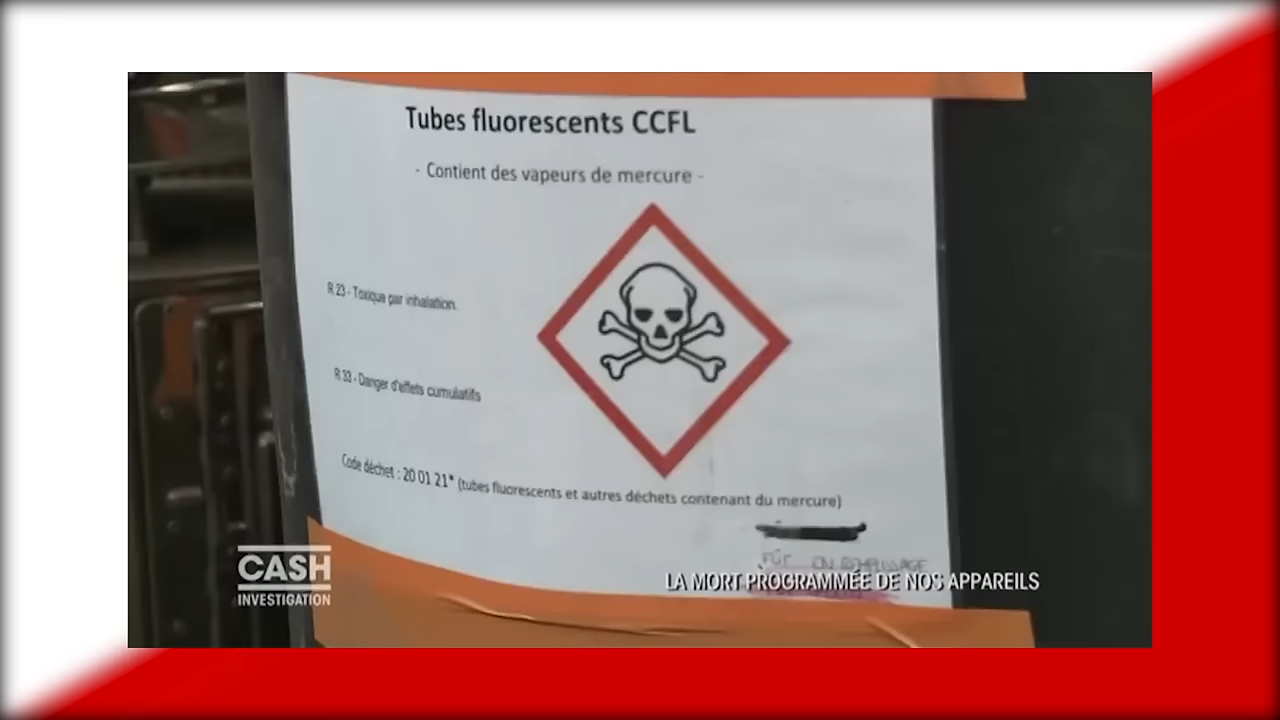 Tubes fluorescents CCFL
- Contient des vapeurs de mercure -
R 23 - Toxique par inhalation.
R 33 - Danger d'effets cumulatifs
Code déchet : 20 01 21* (tubes fluorescents et autres déchets contenant du mercure)
FÛT
CASH
INVESTIGATION
LA MORT PROGRAMMÉE DE NOS APPAREILS